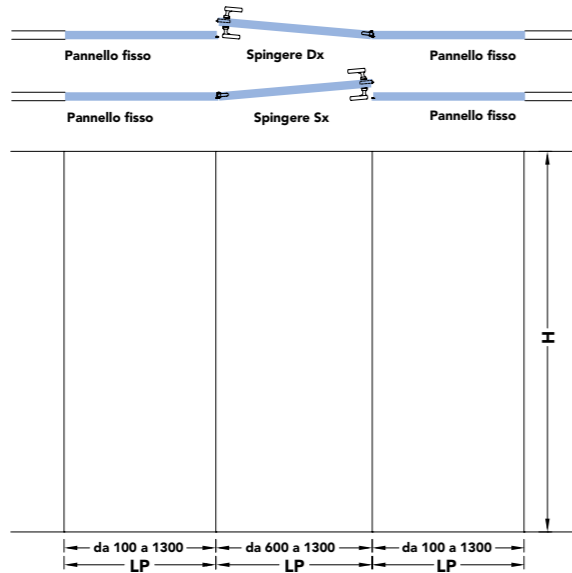 Pannello fisso
Spingere Dx
Pannello fisso
Pannello fisso
Spingere Sx
Pannello fisso
H
da 100 a 1300
da 600 a 1300
da 100 a 1300
LP
LP
LP